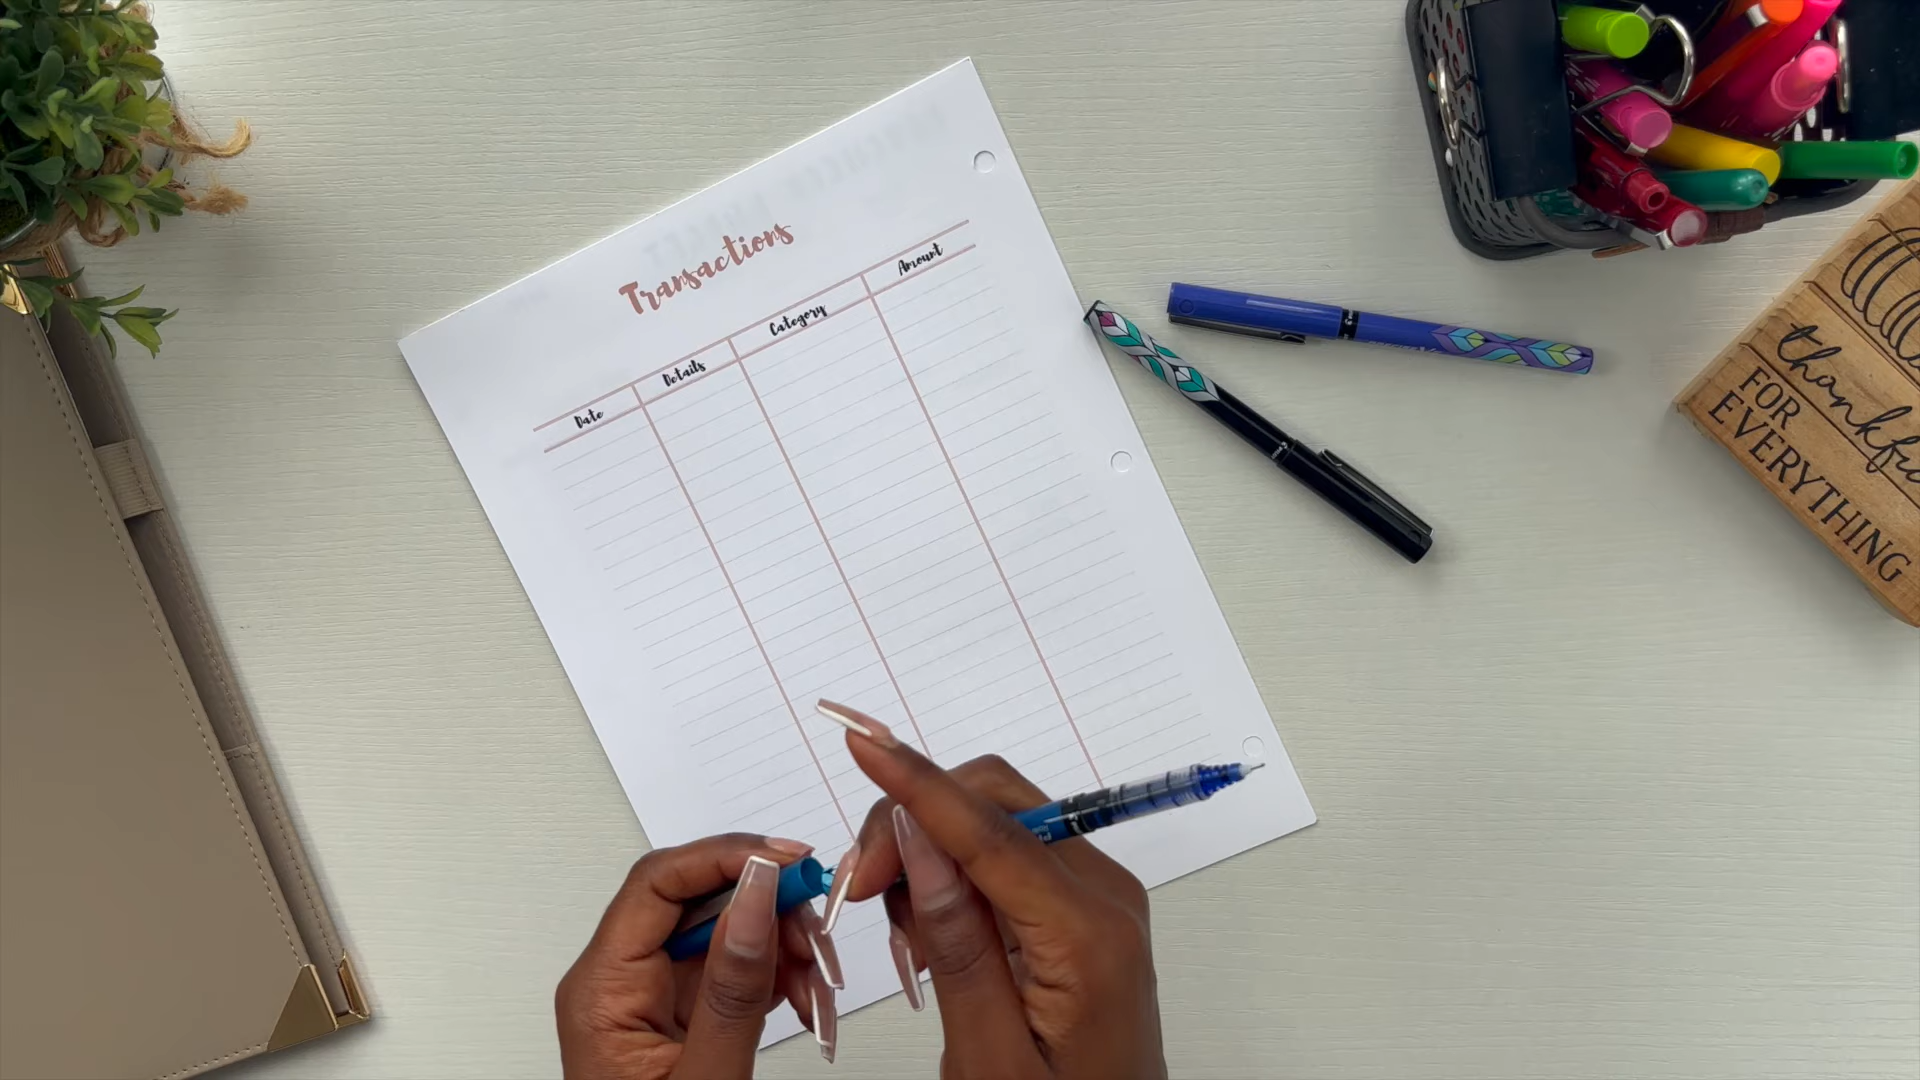 Transactions
Date
Details
Category
Amount
thankful
FOR
EVERYTHING